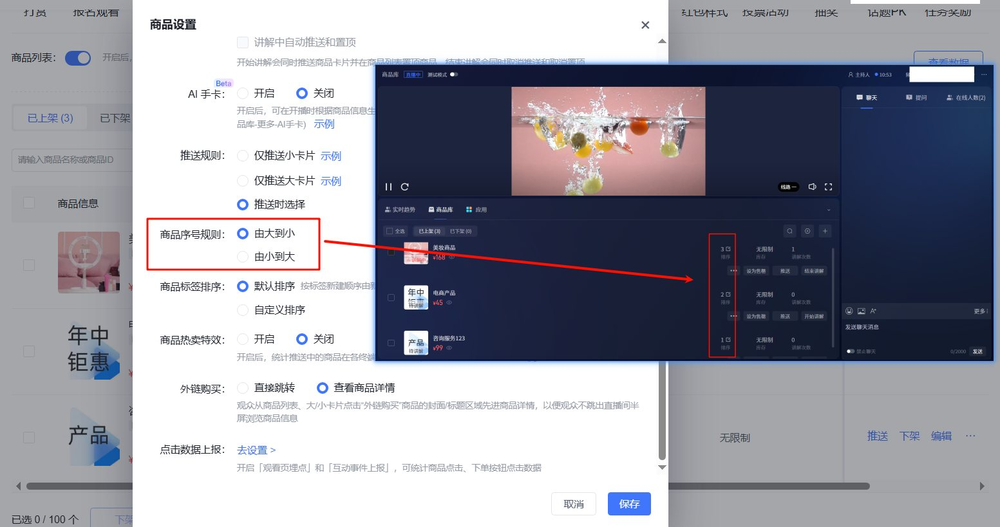 打赏
报名观看
红包样式
投票活动
抽奖
话题PK
任务奖励
商品设置
讲解中自动推送和置顶
开始讲解会同时推送商品卡片并在商品列表置顶商品，结束讲解会同时取消推送和取消置顶
商品列表：
开启后,
查看数据
AI 手卡：
Beta
开启
关闭
开启后，可在开播时根据商品信息生
品库-更多-AI手卡)
示例
已上架 (3)
已下架
请输入商品名称或商品ID
推送规则：
仅推送小卡片
示例
仅推送大卡片
示例
推送时选择
商品信息
商品序号规则：
由大到小
由小到大
商品标签排序：
默认排序
按标签新建顺序由新
自定义排序
商品热卖特效：
开启
关闭
开启后，统计推送中的商品在各终端
外链购买：
直接跳转
查看商品详情
观众从商品列表、大/小卡片点击“外链购买”商品的封面/标题区域先进商品详情，以便观众不跳出直播间半
屏浏览商品信息
点击数据上报：
去设置 >
开启「观看页埋点」和「互动事件上报」，可统计商品点击、下单按钮点击数据
取消
保存
年中
钜惠
产品
¥
¥
¥
无限制
推送
下架
编辑
···
已选 0 / 100 个
下架
商品库
直播中
测试模式
主持人
10:53
···
聊天
提问
在线人数(2)
线路一
实时趋势
商品库
应用
全选
已上架 (3)
已下架 (0)
讲解中
美妆商品
¥168
3
排序
无限制
库存
1
讲解次数
···
设为售罄
推送
结束讲解
年中
钜惠
待讲解
电商产品
¥45
2
排序
无限制
库存
0
讲解次数
···
设为售罄
推送
开始讲解
产品
待讲解
咨询服务123
¥99
1
排序
无限制
库存
0
讲解次数
更多
发送聊天消息
禁止聊天
0/2000
发送